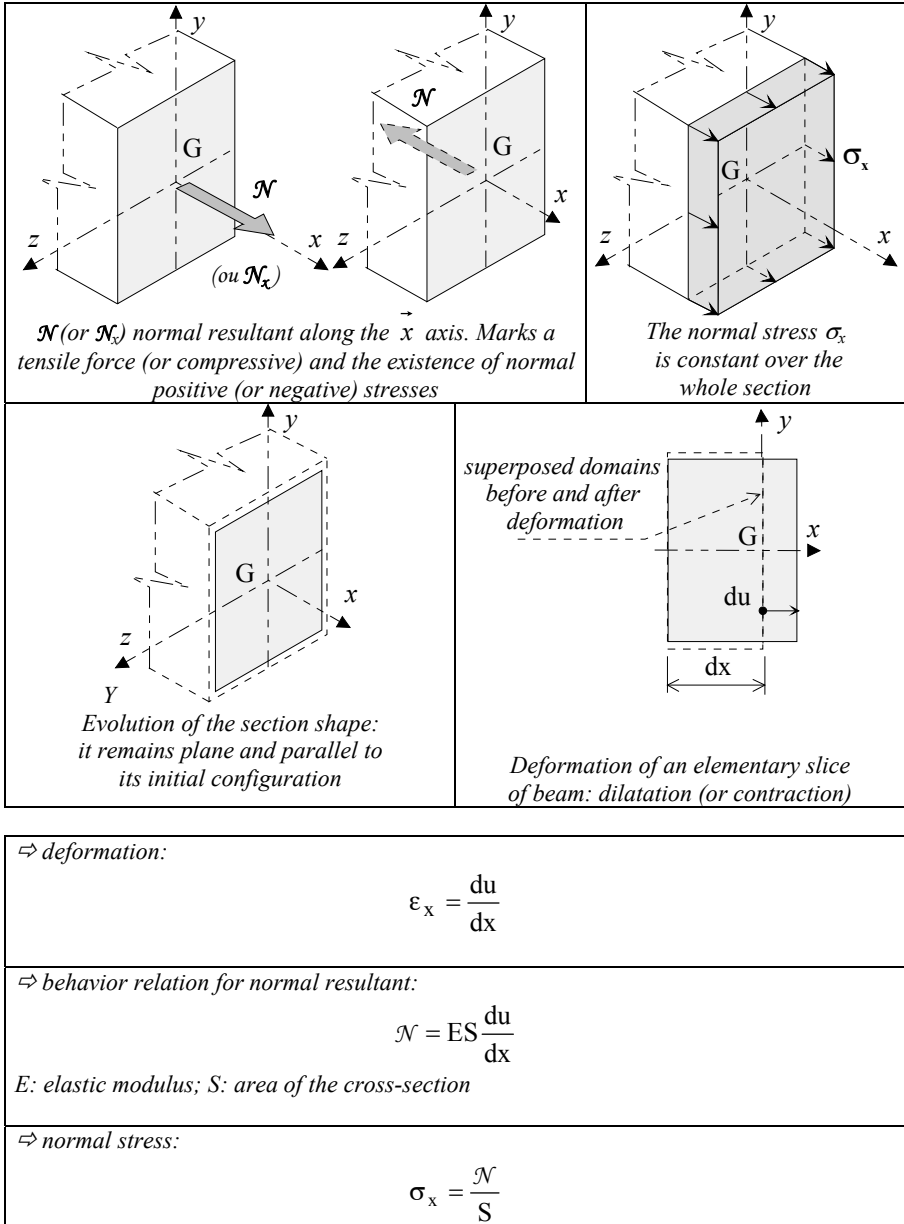 y
G
𝒩
z
x
(ou 𝒩x)
y
𝒩
G
z
x
𝒩 (or 𝒩x) normal resultant along the x⃗ axis. Marks a
tensile force (or compressive) and the existence of normal
positive (or negative) stresses
y
G
σx
z
x
The normal stress σx
is constant over the
whole section
y
G
x
z
Y
Evolution of the section shape:
it remains plane and parallel to
its initial configuration
y
superposed domains
before and after
deformation
G
x
du
dx
Deformation of an elementary slice
of beam: dilatation (or contraction)
⇨ deformation:
εx = du/dx
⇨ behavior relation for normal resultant:
𝒩 = ES du/dx
E: elastic modulus; S: area of the cross-section
⇨ normal stress:
σx = 𝒩/S